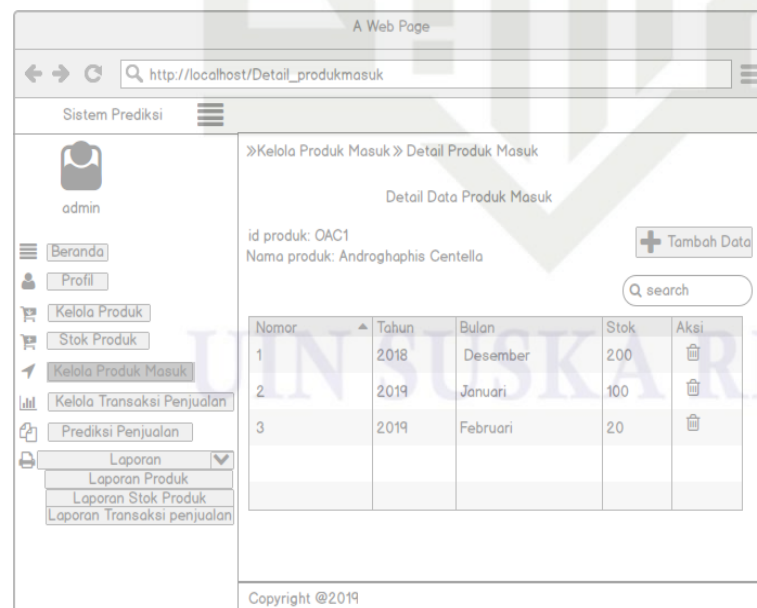 A Web Page
http://localhost/Detail_produkmasuk
Sistem Prediksi
admin
Beranda
Profil
Kelola Produk
Stok Produk
Kelola Produk Masuk
Kelola Transaksi Penjualan
Prediksi Penjualan
Laporan
Laporan Produk
Laporan Stok Produk
Laporan Transaksi penjualan
»Kelola Produk Masuk » Detail Produk Masuk
Detail Data Produk Masuk
id produk: OAC1
Nama produk: Androghaphis Centella
Tambah Data
search
Nomor Tahun Bulan Stok Aksi
1 2018 Desember 200
2 2019 Januari 100
3 2019 Februari 20
Copyright @2019
UIN SUSKA R